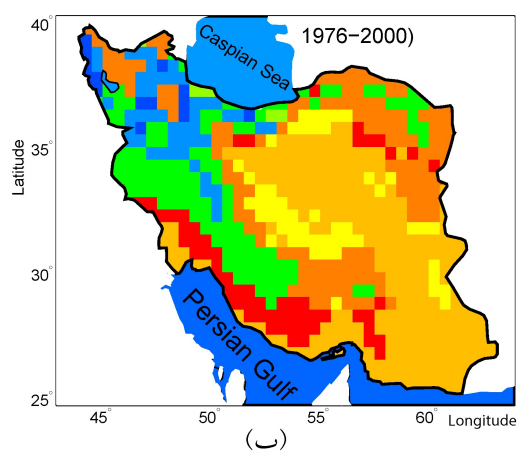 40°
1976−2000)
Caspian Sea
35°
Latitude
30°
Persian Gulf
25°
45° 50° 55° 60° Longitude
(ب)